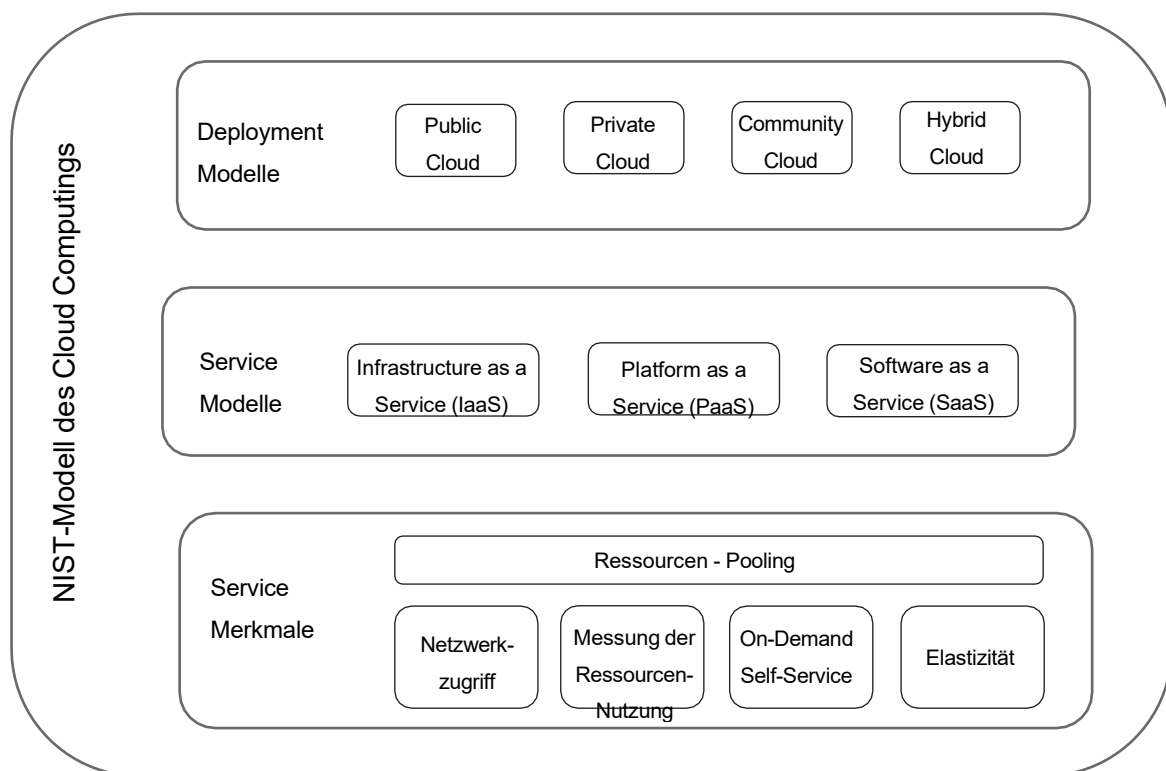 NIST-Modell des Cloud Computings
Deployment
Modelle
Public
Cloud
Private
Cloud
Community
Cloud
Hybrid
Cloud
Service
Modelle
Infrastructure as a
Service (IaaS)
Platform as a
Service (PaaS)
Software as a
Service (SaaS)
Service
Merkmale
Ressourcen - Pooling
Netzwerk-
zugriff
Messung der
Ressourcen-
Nutzung
On-Demand
Self-Service
Elastizität